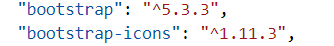 "bootstrap": "^5.3.3",
"bootstrap-icons": "^1.11.3",